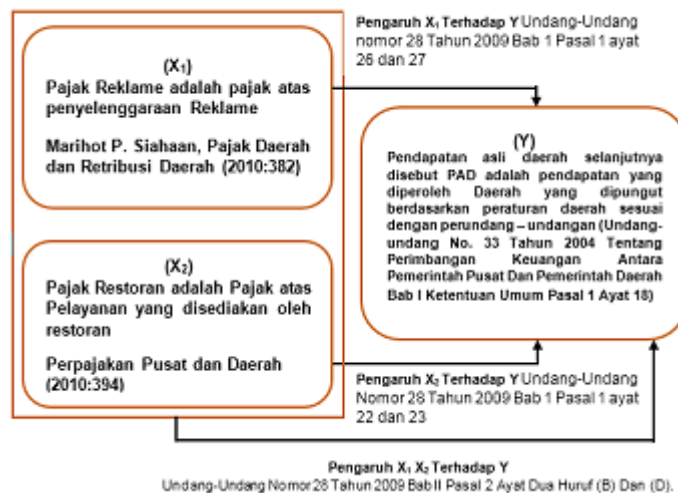 Pengaruh X₁ Terhadap Y Undang-Undang
nomor 28 Tahun 2009 Bab 1 Pasal 1 ayat
26 dan 27
(X₁)
Pajak Reklame adalah pajak atas
penyelenggaraan Reklame
Marihot P. Siahaan, Pajak Daerah
dan Retribusi Daerah (2010:382)
(Y)
Pendapatan asli daerah selanjutnya
disebut PAD adalah pendapatan yang
diperoleh Daerah yang dipungut
berdasarkan peraturan daerah sesuai
dengan perundang – undangan (Undang-
undang No. 33 Tahun 2004 Tentang
Perimbangan Keuangan Antara
Pemerintah Pusat Dan Pemerintah Daerah
Bab I Ketentuan Umum Pasal 1 Ayat 18)
(X₂)
Pajak Restoran adalah Pajak atas
Pelayanan yang disediakan oleh
restoran
Perpajakan Pusat dan Daerah
(2010:394)
Pengaruh X₂ Terhadap Y Undang-Undang
Nomor 28 Tahun 2009 Bab 1 Pasal 1 ayat
22 dan 23
Pengaruh X₁ X₂ Terhadap Y
Undang-Undang Nomor 28 Tahun 2009 Bab II Pasal 2 Ayat Dua Huruf (B) Dan (D).